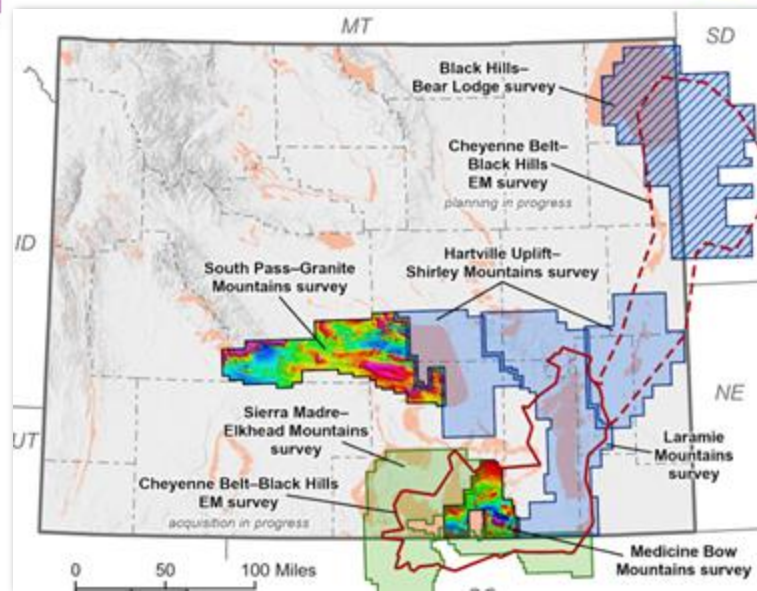 MT
SD
Black Hills–
Bear Lodge survey
Cheyenne Belt–
Black Hills
EM survey
planning in progress
ID
South Pass–Granite
Mountains survey
Hartville Uplift–
Shirley Mountains survey
Sierra Madre–
Elkhead Mountains
survey
NE
UT
Laramie
Mountains
survey
Cheyenne Belt–Black Hills
EM survey
acquisition in progress
Medicine Bow
Mountains survey
0 50 100 Miles